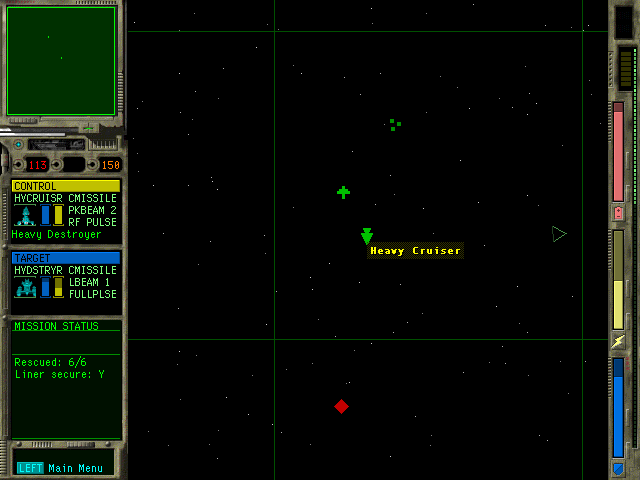 113 150
CONTROL
HVCRUISR CMISSILE
PKBEAM 2
RF PULSE
Heavy Destroyer
TARGET
HVDSTRYR CMISSILE
LBEAM 1
FULLPLSE
MISSION STATUS
Rescued: 6/6
Liner secure: Y
LEFT Main Menu
Heavy Cruiser